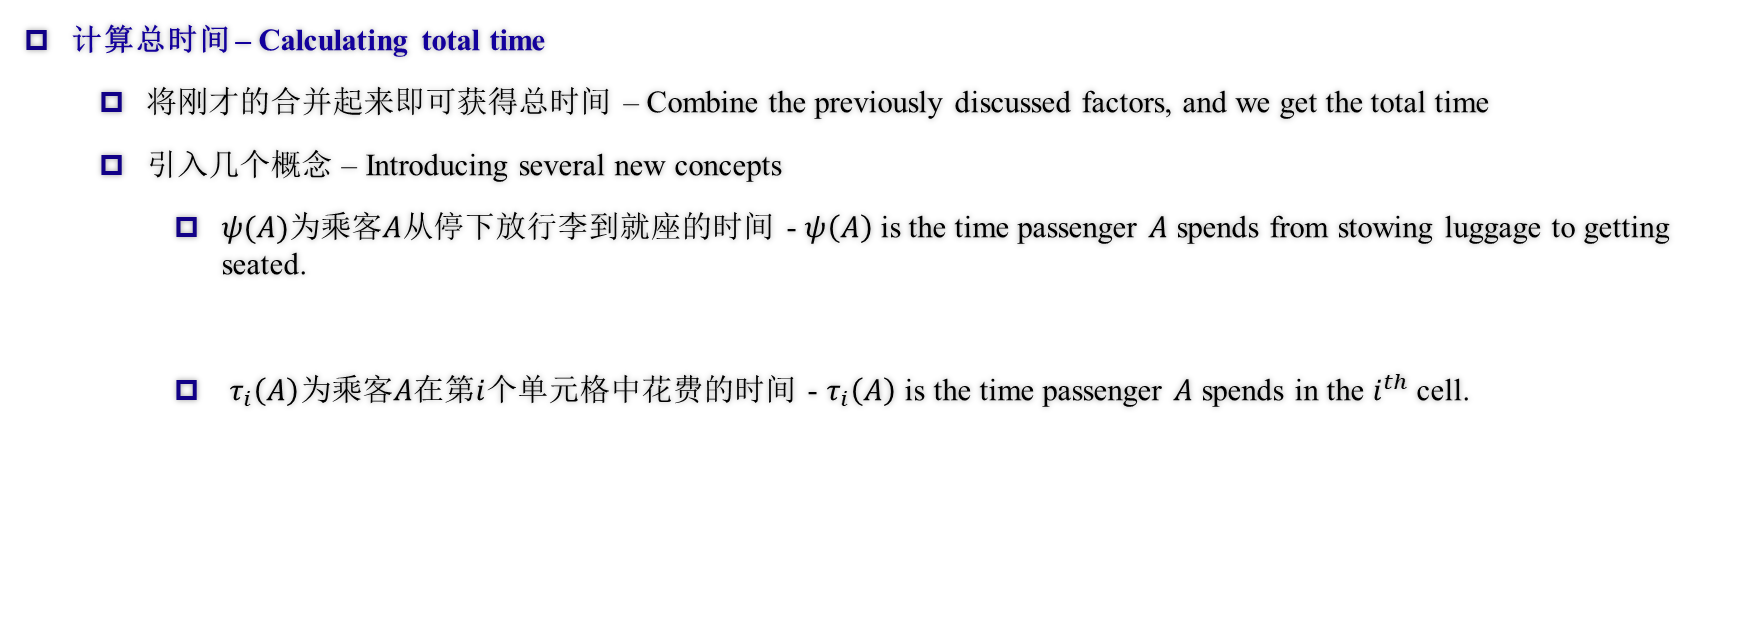 计算总时间 – Calculating total time
将刚才的合并起来即可获得总时间 – Combine the previously discussed factors, and we get the total time
引入几个概念 – Introducing several new concepts
ψ(A)为乘客A从停下放行李到就座的时间 - ψ(A) is the time passenger A spends from stowing luggage to getting
seated.
τᵢ(A)为乘客A在第i个单元格中花费的时间 - τᵢ(A) is the time passenger A spends in the iᵗʰ cell.